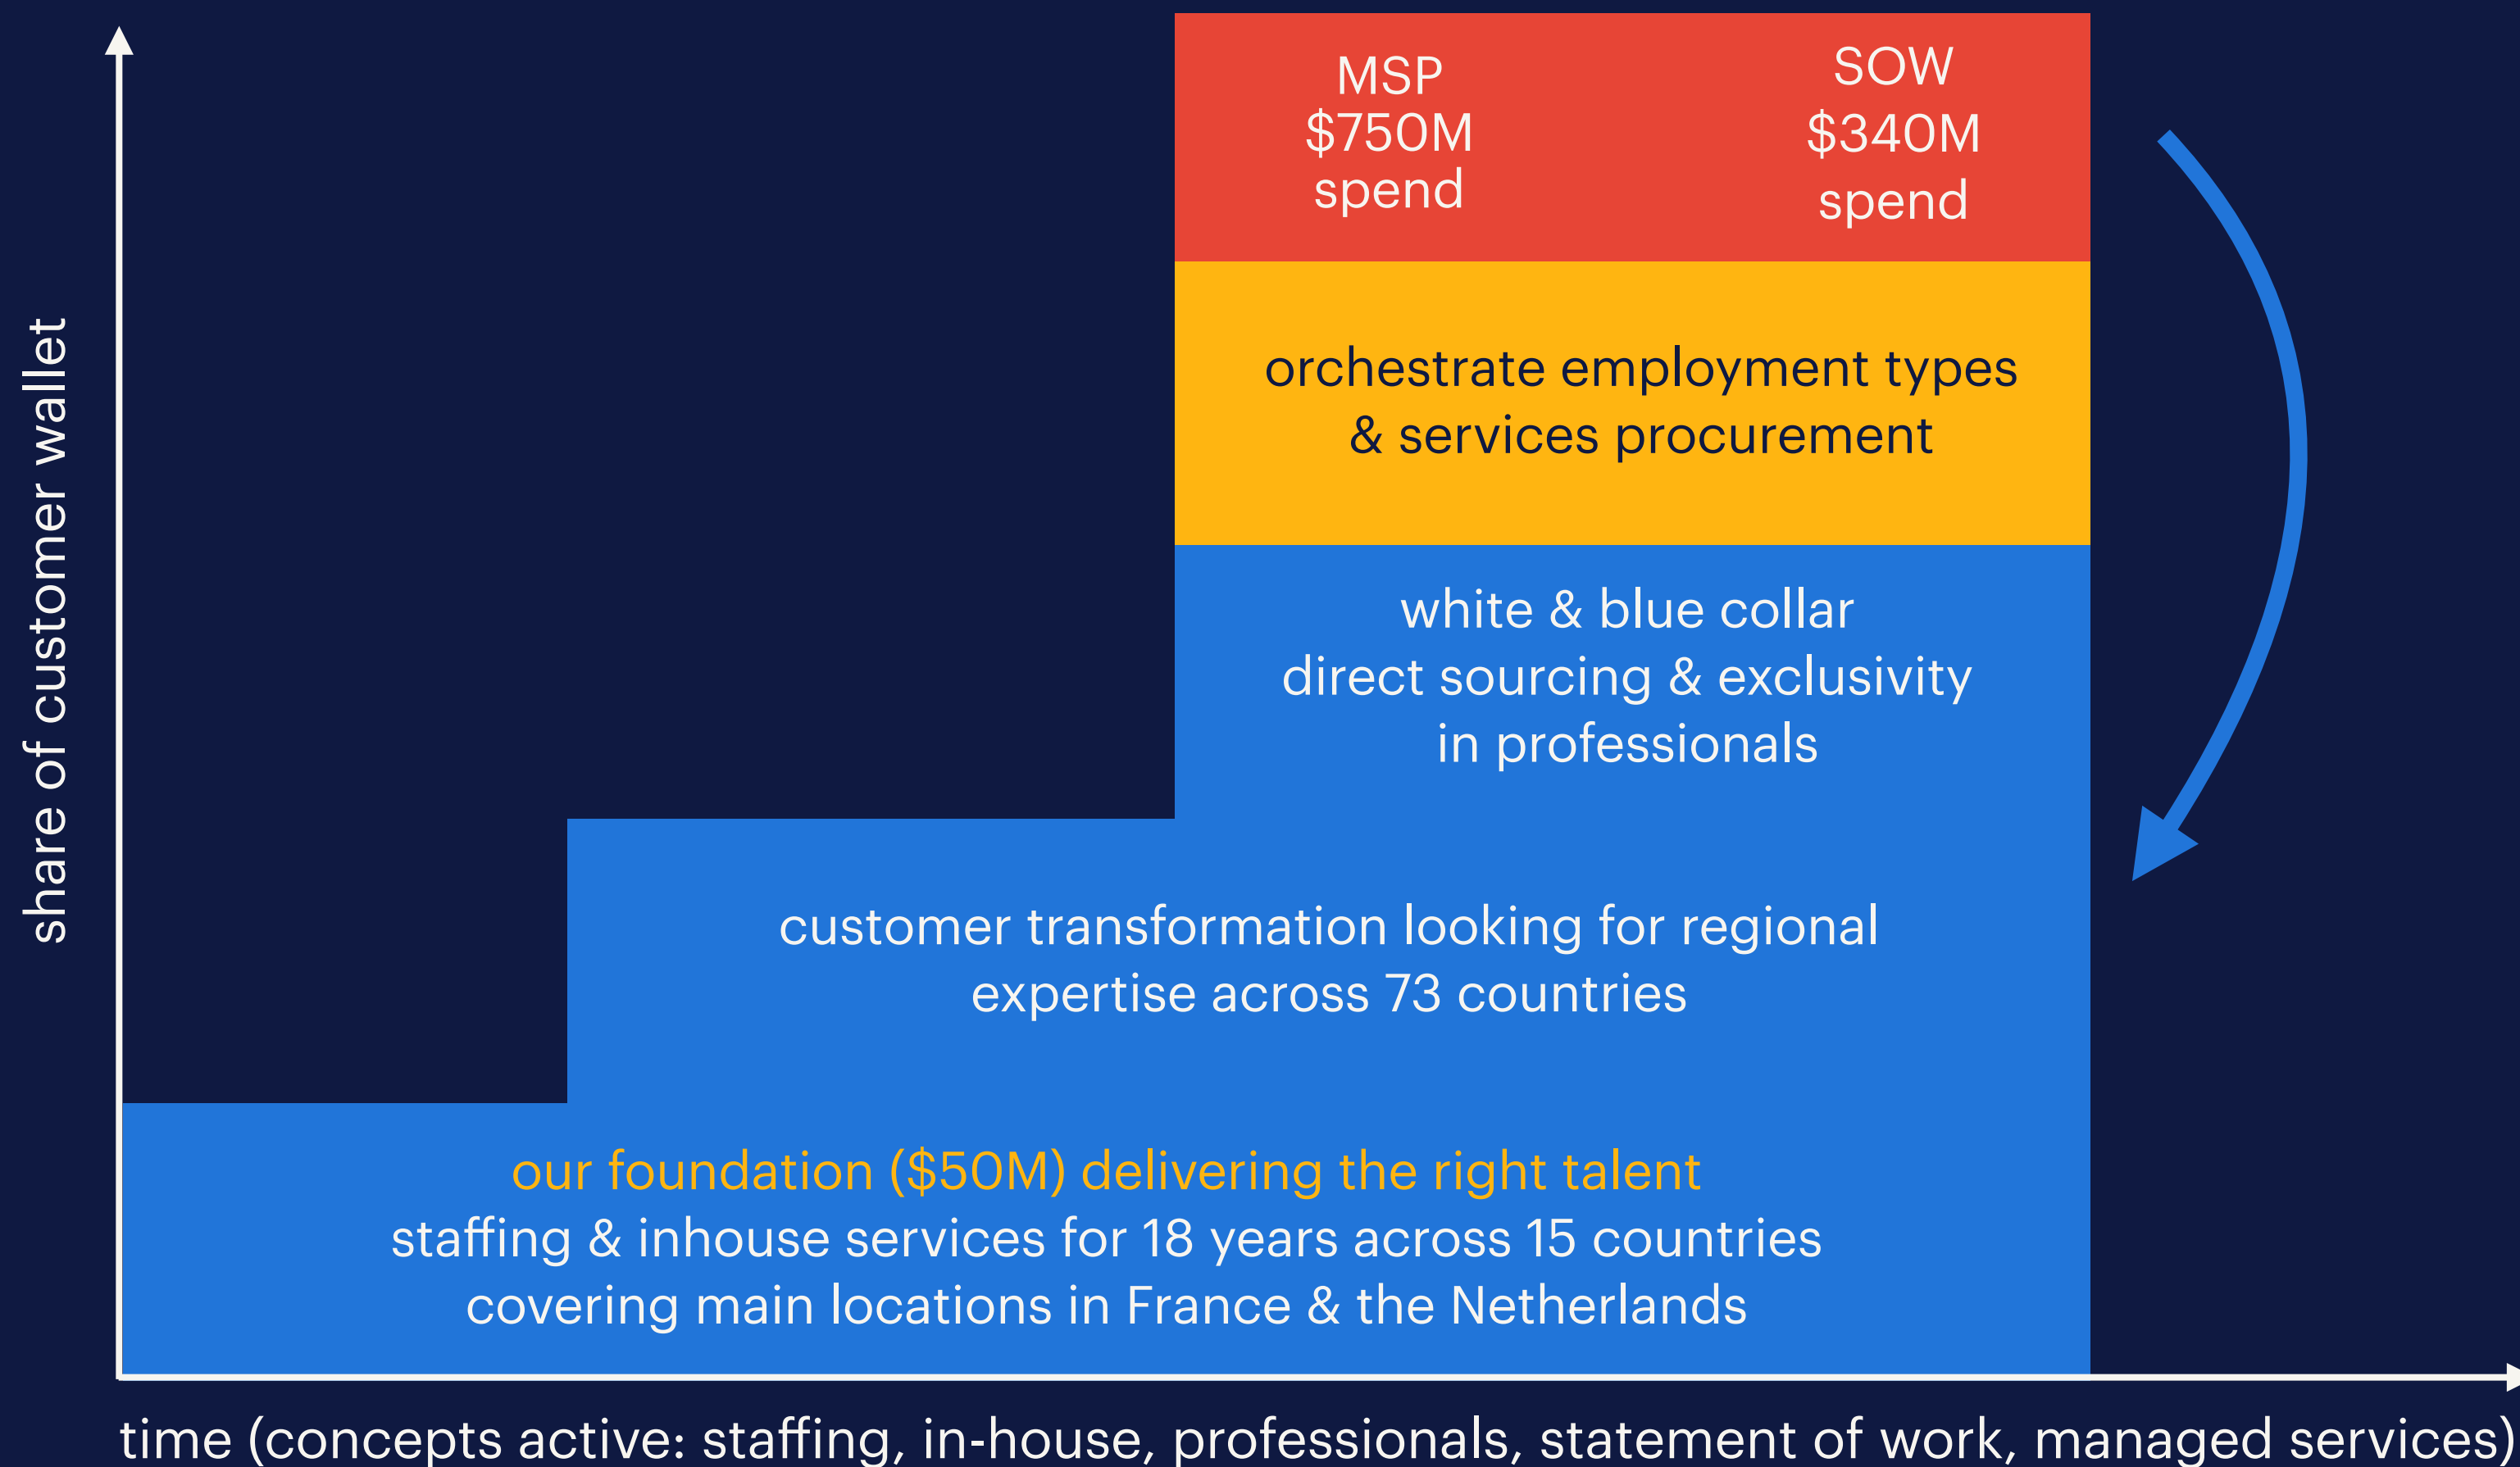 MSP
$750M
spend
SOW
$340M
spend
orchestrate employment types
& services procurement
white & blue collar
direct sourcing & exclusivity
in professionals
customer transformation looking for regional
expertise across 73 countries
our foundation ($50M) delivering the right talent
staffing & inhouse services for 18 years across 15 countries
covering main locations in France & the Netherlands
share of customer wallet
time (concepts active: staffing, in-house, professionals, statement of work, managed services)